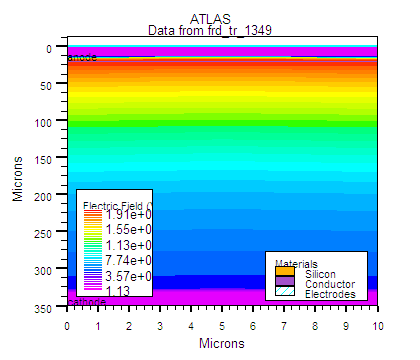 ATLAS
Data from frd_tr_1349
0
50
100
150
200
250
300
350
Microns
anode
cathode
Electric Field (
1.91e+0
1.55e+0
1.13e+0
7.74e+0
3.57e+0
1.13
Materials
Silicon
Conductor
Electrodes
0 1 2 3 4 5 6 7 8 9 10
Microns